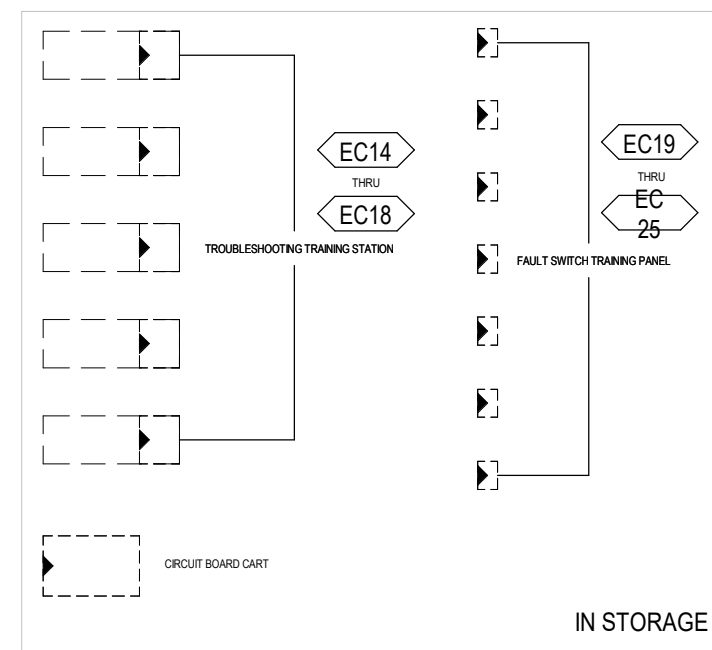 EC14
THRU
EC18
TROUBLESHOOTING TRAINING STATION
EC19
THRU
EC
25
FAULT SWITCH TRAINING PANEL
CIRCUIT BOARD CART
IN STORAGE